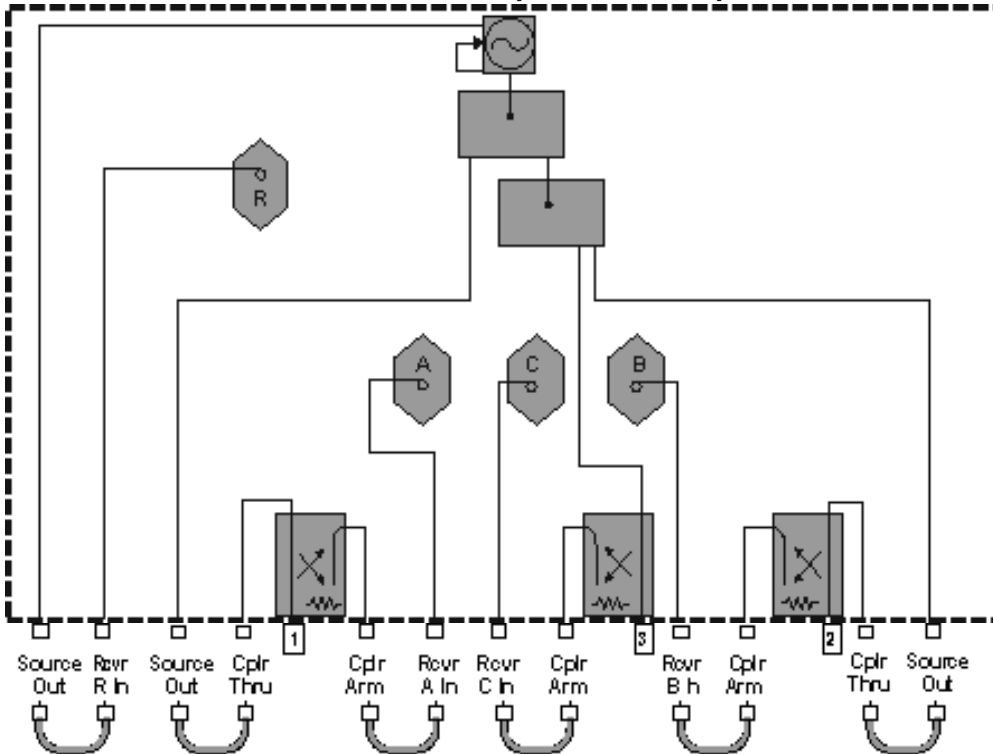 R
A
C
B
1
3
2
Source Out
Rcvr R In
Source Out
Cplr Thru
Cplr Arm
Rcvr A In
Rcvr C In
Cplr Arm
Rcvr B In
Cplr Arm
Cplr Thru
Source Out